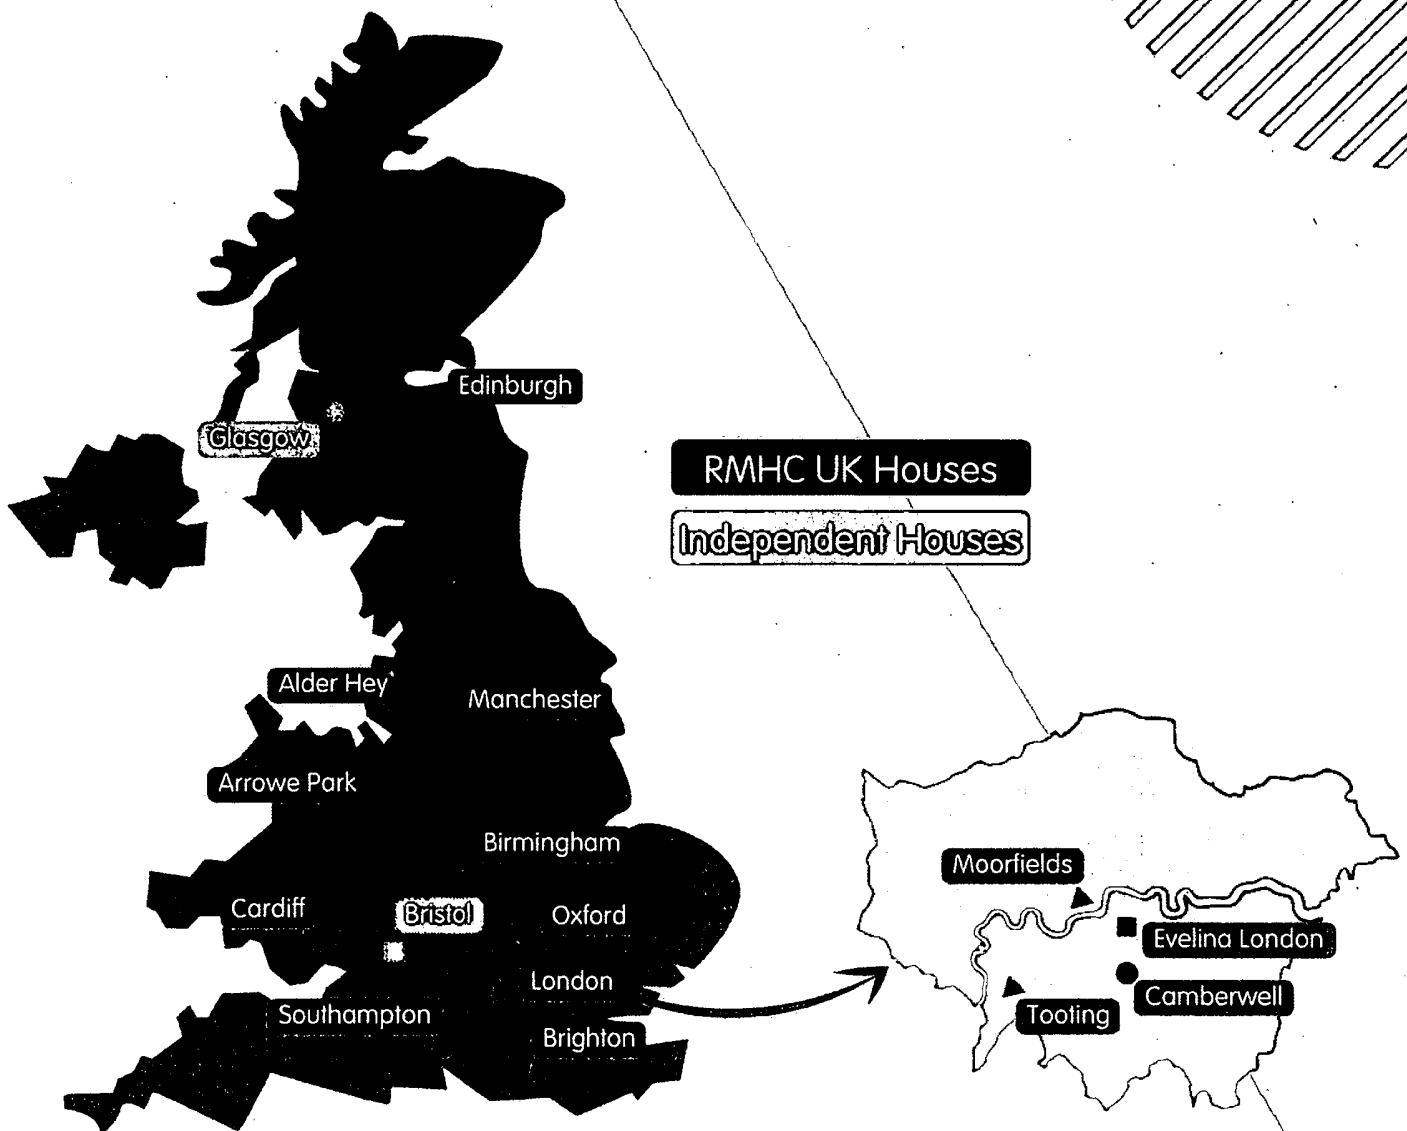 Edinburgh
Glasgow
RMHC UK Houses
Independent Houses
Alder Hey
Manchester
Arrowe Park
Birmingham
Moorfields
Cardiff
Bristol
Oxford
Evelina London
London
Camberwell
Southampton
Tooting
Brighton